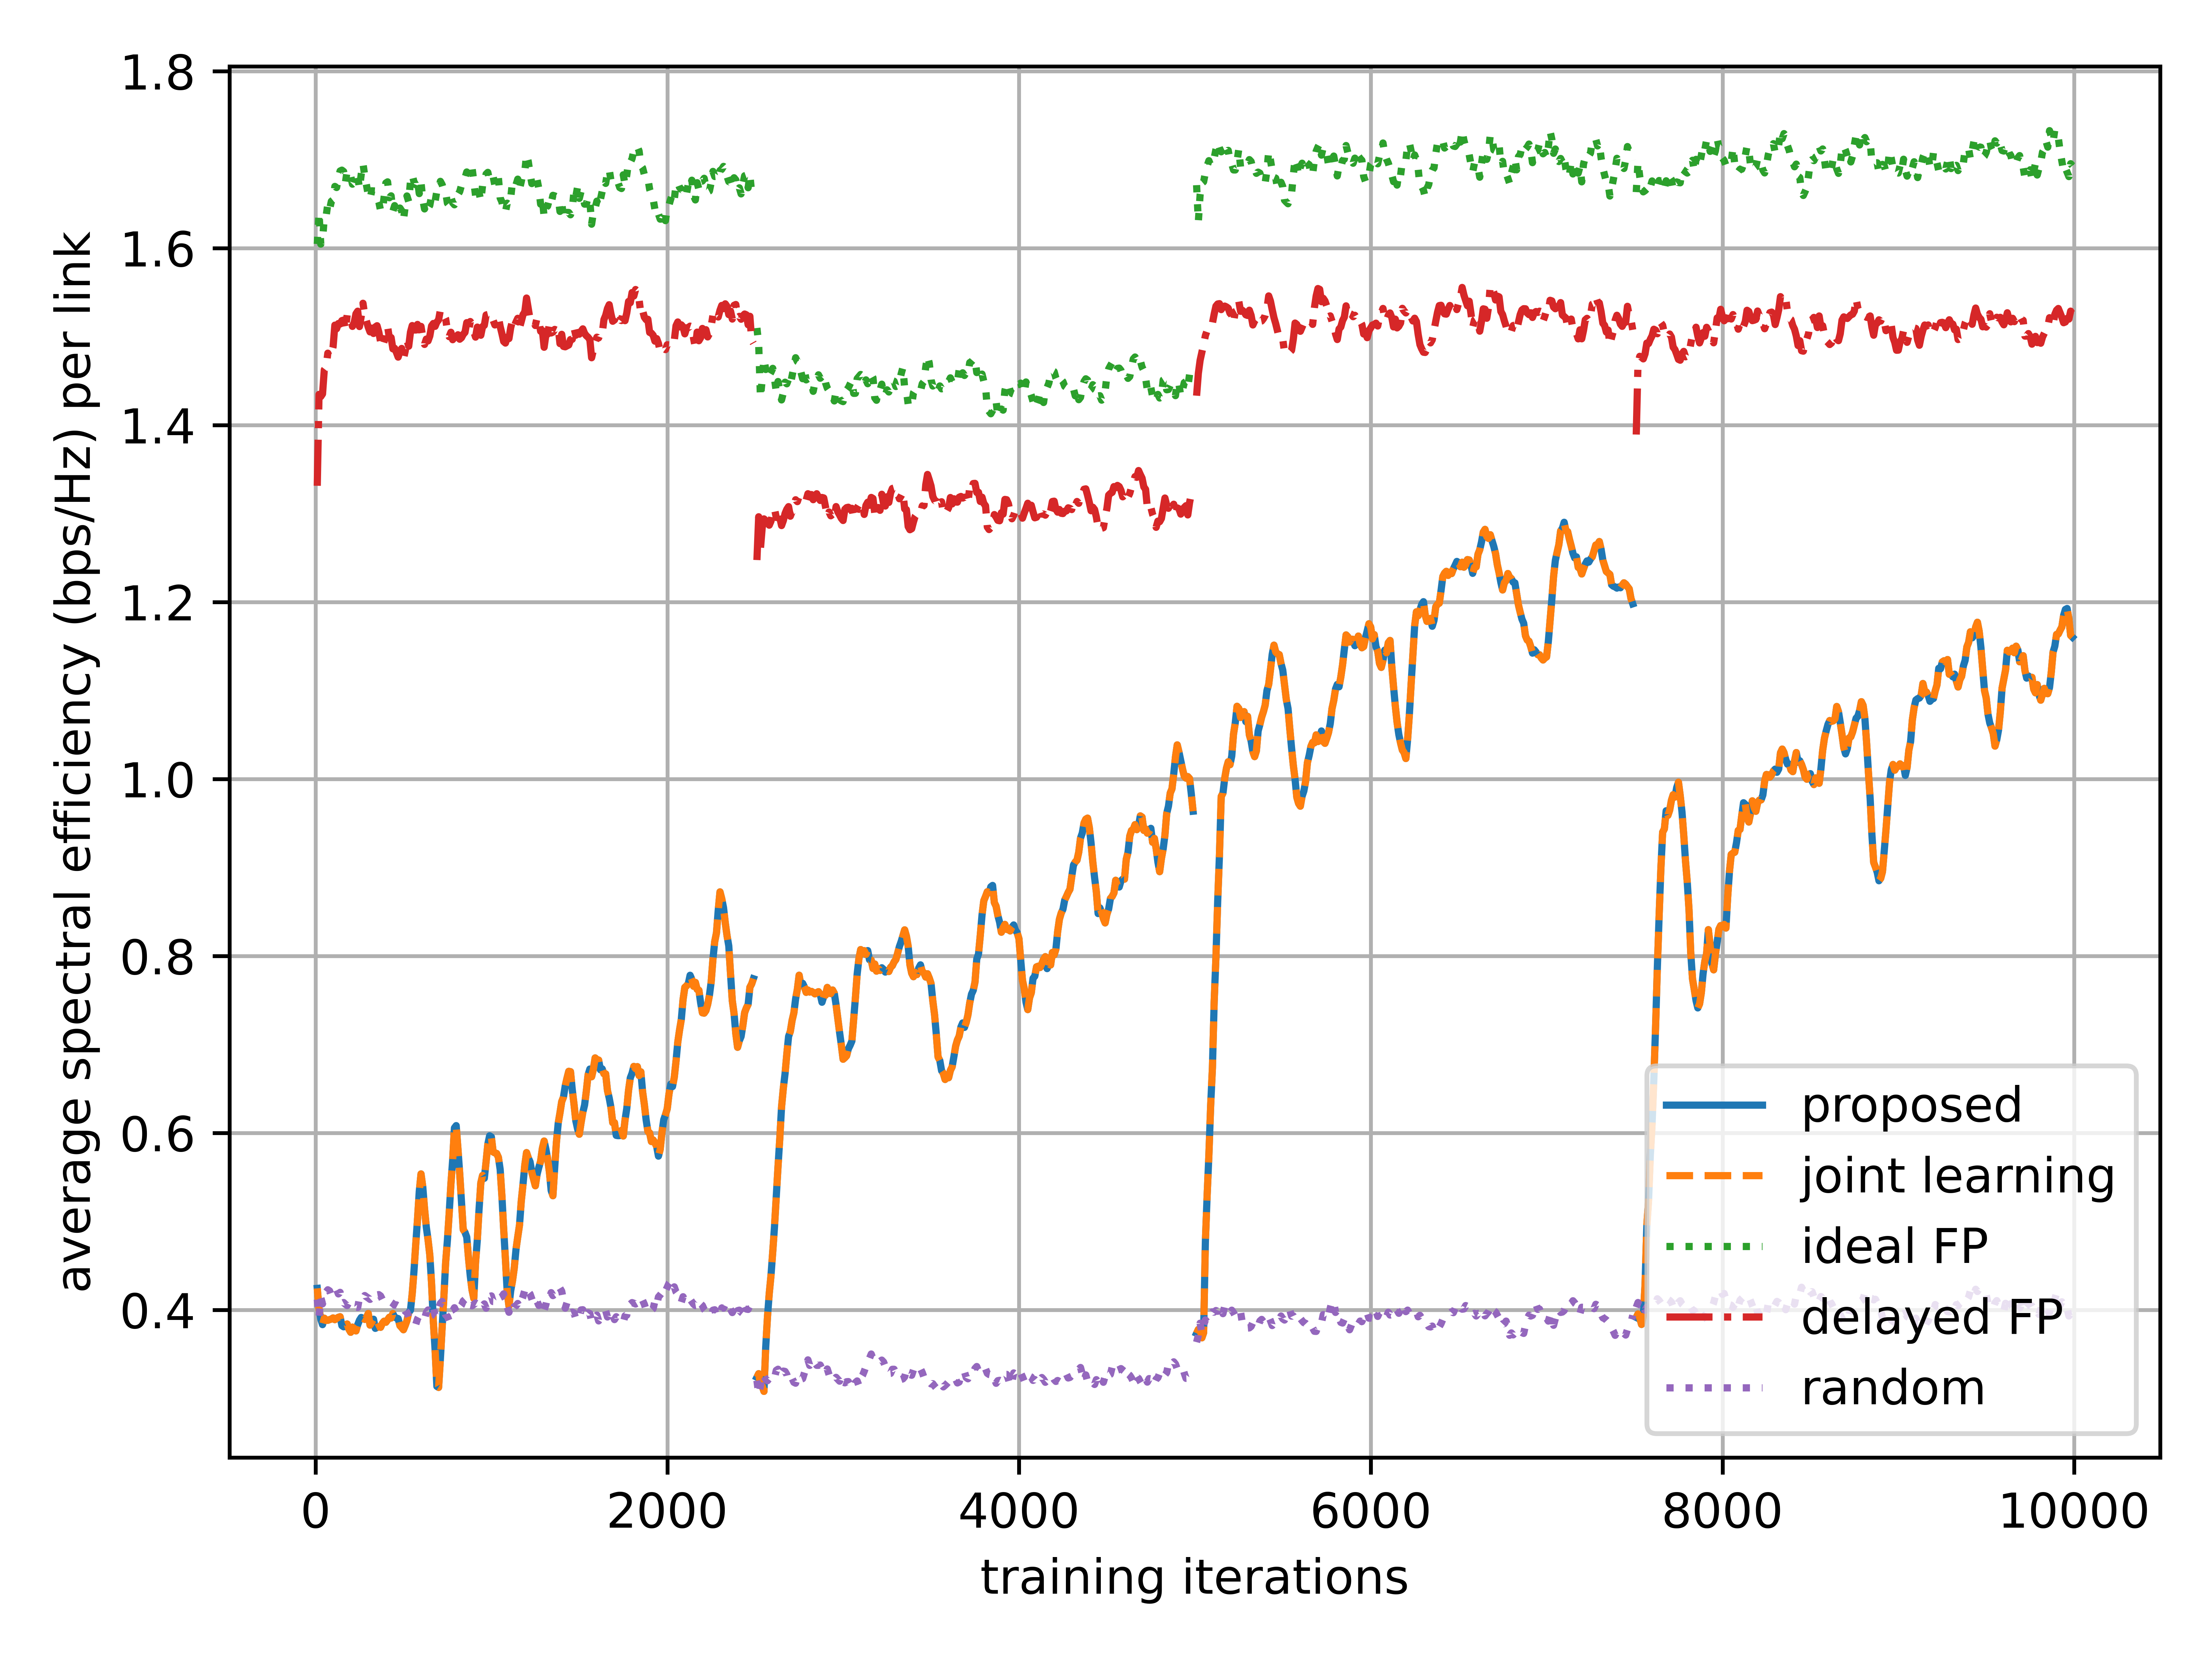 1.8
1.6
1.4
1.2
1.0
0.8
0.6
0.4
average spectral efficiency (bps/Hz) per link
0 2000 4000 6000 8000 10000
training iterations
proposed
joint learning
ideal FP
delayed FP
random